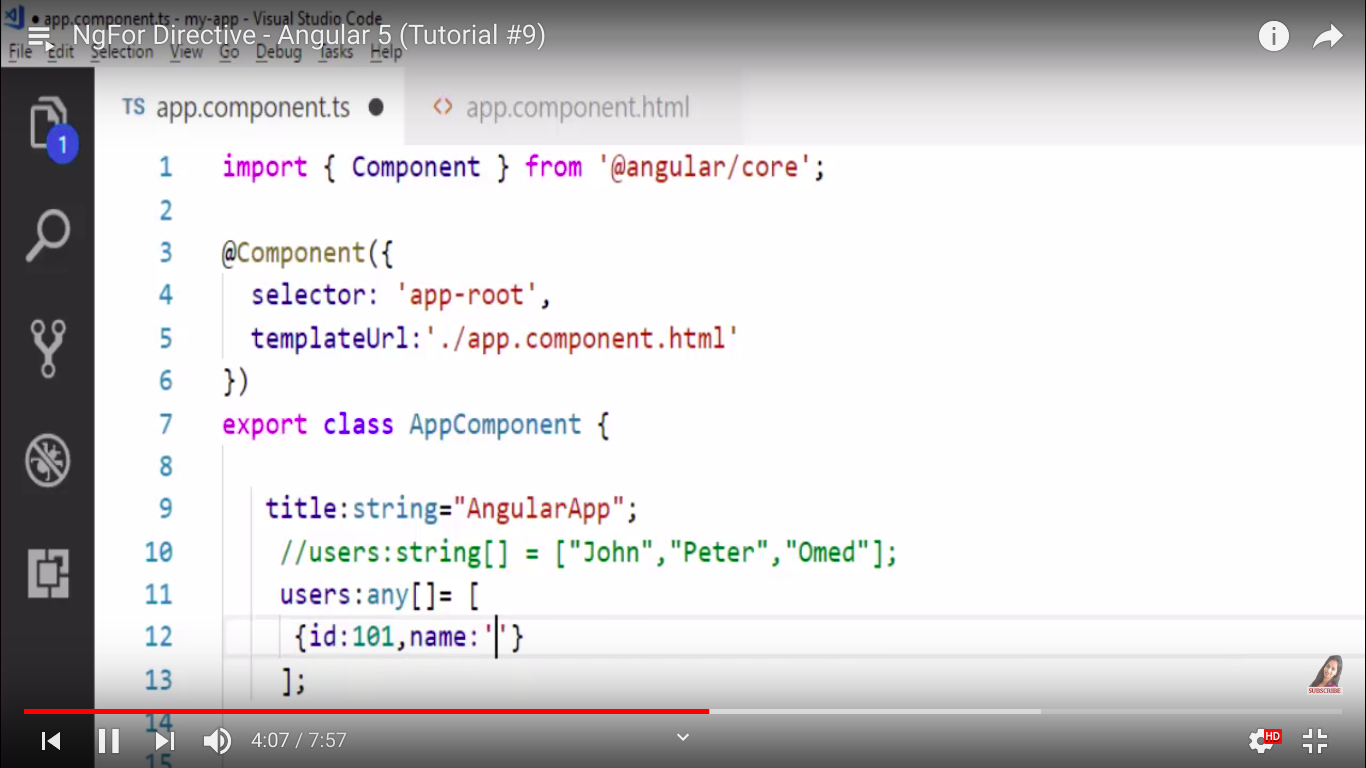 app.component.ts - my-app - Visual Studio Code
NgFor Directive - Angular 5 (Tutorial #9)
File Edit Selection View Go Debug Tasks Help
TS app.component.ts ● <> app.component.html
1
1 import { Component } from '@angular/core';
2
3 @Component({
4 selector: 'app-root',
5 templateUrl:'./app.component.html'
6 })
7 export class AppComponent {
8
9 title:string="AngularApp";
10 //users:string[] = ["John","Peter","Omed"];
11 users:any[]= [
12 {id:101,name:''}
13 ];
SUBSCRIBE
14
4:07 / 7:57
HD
15